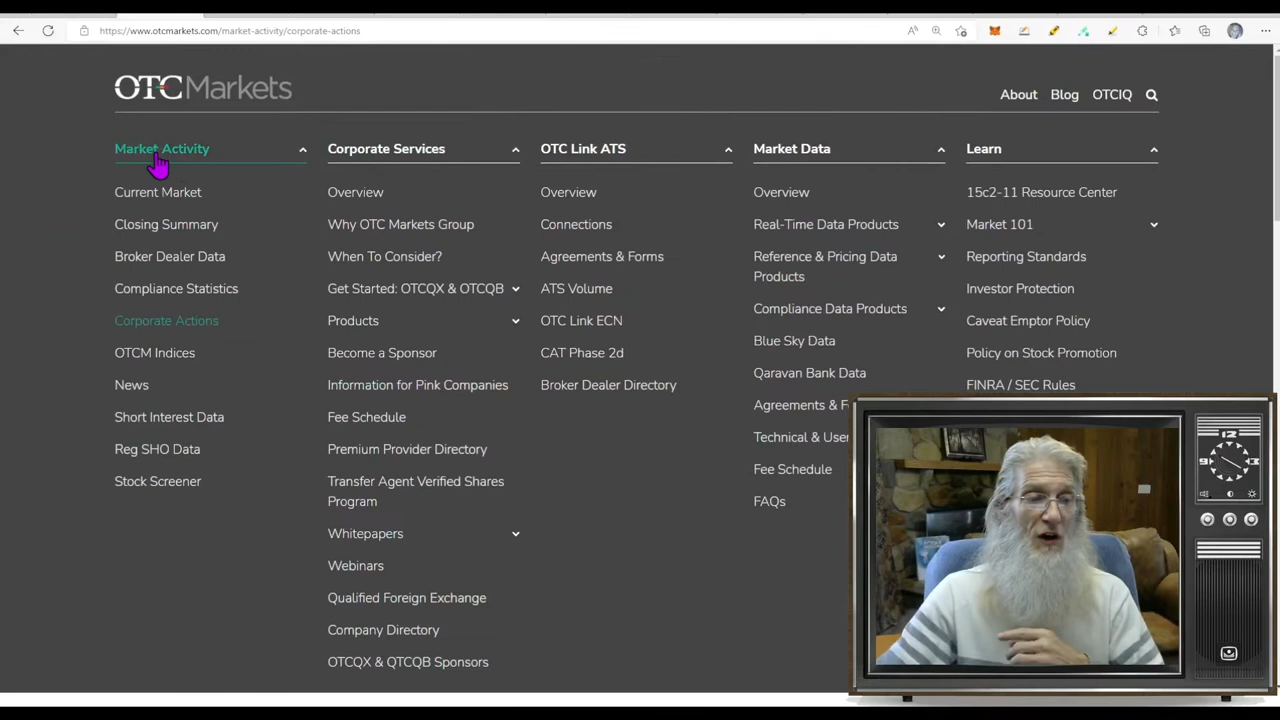 https://www.otcmarkets.com/market-activity/corporate-actions
OTCMarkets
About
Blog
OTCIQ
Market Activity
Current Market
Closing Summary
Broker Dealer Data
Compliance Statistics
Corporate Actions
OTCM Indices
News
Short Interest Data
Reg SHO Data
Stock Screener
Corporate Services
Overview
Why OTC Markets Group
When To Consider?
Get Started: OTCQX & OTCQB
Products
Become a Sponsor
Information for Pink Companies
Fee Schedule
Premium Provider Directory
Transfer Agent Verified Shares
Program
Whitepapers
Webinars
Qualified Foreign Exchange
Company Directory
OTCQX & QTCQB Sponsors
OTC Link ATS
Overview
Connections
Agreements & Forms
ATS Volume
OTC Link ECN
CAT Phase 2d
Broker Dealer Directory
Market Data
Overview
Real-Time Data Products
Reference & Pricing Data
Products
Compliance Data Products
Blue Sky Data
Qaravan Bank Data
Agreements & F
Technical & User
Fee Schedule
FAQs
Learn
15c2-11 Resource Center
Market 101
Reporting Standards
Investor Protection
Caveat Emptor Policy
Policy on Stock Promotion
FINRA / SEC Rules
12
9
3